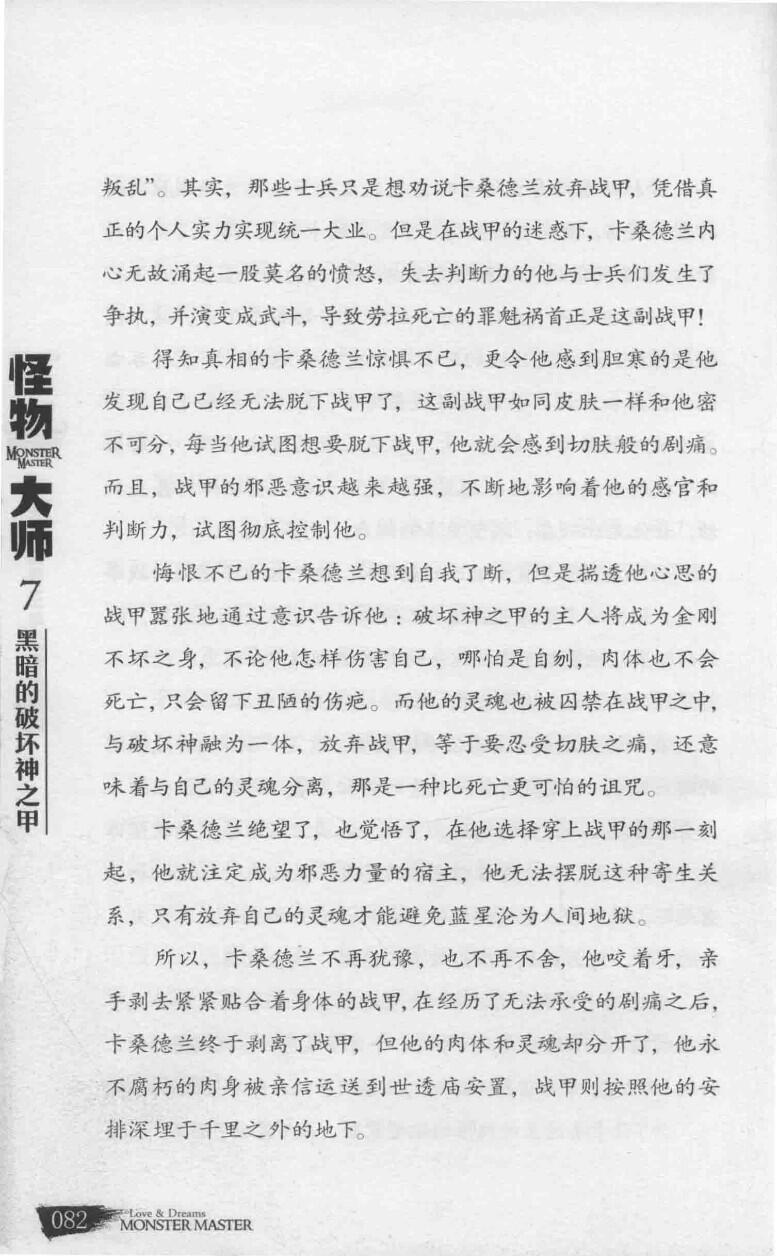 叛乱”。其实，那些士兵只是想劝说卡桑德兰放弃战甲，凭借真
正的个人实力实现统一大业。但是在战甲的迷惑下，卡桑德兰内
心无故涌起一股莫名的愤怒，失去判断力的他与士兵们发生了
争执，并演变成武斗，导致劳拉死亡的罪魁祸首正是这副战甲！
得知真相的卡桑德兰惊惧不已，更令他感到胆寒的是他
发现自己已经无法脱下战甲了，这副战甲如同皮肤一样和他密
不可分，每当他试图想要脱下战甲，他就会感到切肤般的剧痛。
而且，战甲的邪恶意识越来越强，不断地影响着他的感官和
判断力，试图彻底控制他。
悔恨不已的卡桑德兰想到自我了断，但是揣透他心思的
战甲嚣张地通过意识告诉他：破坏神之甲的主人将成为金刚
不坏之身，不论他怎样伤害自己，哪怕是自刎，肉体也不会
死亡，只会留下丑陋的伤疤。而他的灵魂也被囚禁在战甲之中，
与破坏神融为一体，放弃战甲，等于要忍受切肤之痛，还意
味着与自己的灵魂分离，那是一种比死亡更可怕的诅咒。
卡桑德兰绝望了，也觉悟了，在他选择穿上战甲的那一刻
起，他就注定成为邪恶力量的宿主，他无法摆脱这种寄生关
系，只有放弃自己的灵魂才能避免蓝星沦为人间地狱。
所以，卡桑德兰不再犹豫，也不再不舍，他咬着牙，亲
手剥去紧紧贴合着身体的战甲，在经历了无法承受的剧痛之后，
卡桑德兰终于剥离了战甲，但他的肉体和灵魂却分开了，他永
不腐朽的肉身被亲信运送到世透庙安置，战甲则按照他的安
排深埋于千里之外的地下。
怪物
MONSTER
MASTER
大师
7
黑暗的破坏神之甲
082
Love & Dreams
MONSTER MASTER